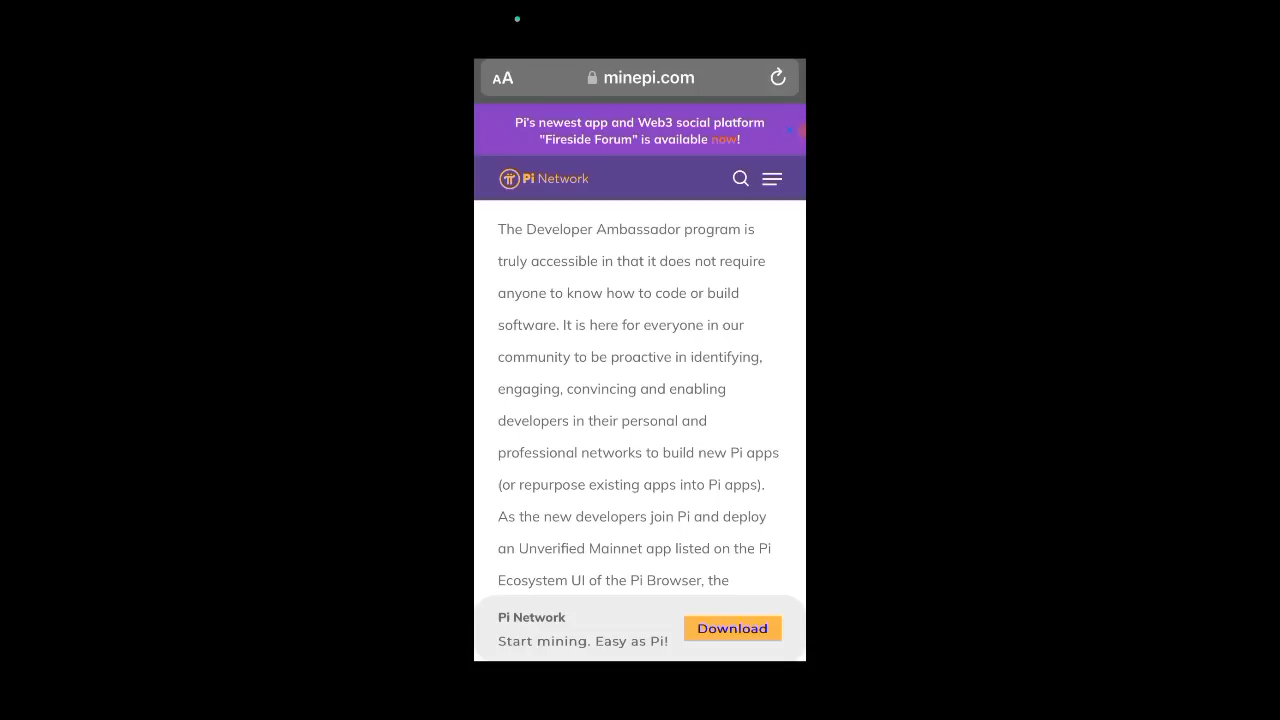 AA minepi.com
Pi's newest app and Web3 social platform
"Fireside Forum" is available now!
Pi Network
The Developer Ambassador program is
truly accessible in that it does not require
anyone to know how to code or build
software. It is here for everyone in our
community to be proactive in identifying,
engaging, convincing and enabling
developers in their personal and
professional networks to build new Pi apps
(or repurpose existing apps into Pi apps).
As the new developers join Pi and deploy
an Unverified Mainnet app listed on the Pi
Ecosystem UI of the Pi Browser, the
Pi Network
Start mining. Easy as Pi!
Download